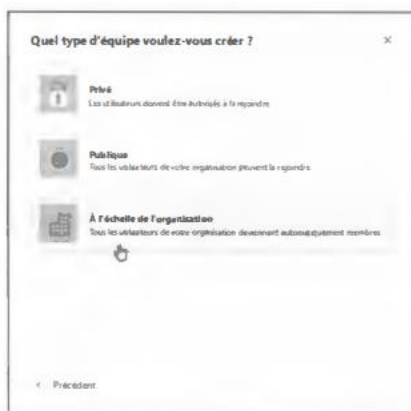 Quel type d'équipe voulez-vous créer ?
Privé
Les utilisateurs doivent être autorisés à la rejoindre
Publique
Tous les utilisateurs de votre organisation peuvent la rejoindre
À l'échelle de l'organisation
Tous les utilisateurs de votre organisation deviennent automatiquement membres
< Précédent